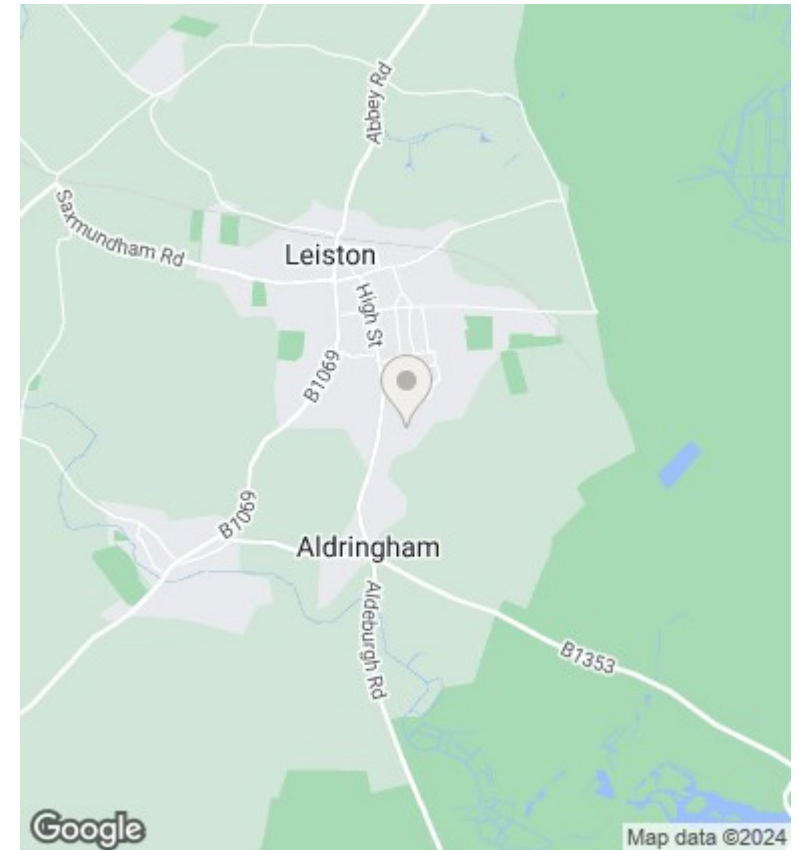 Abbey Rd
Saxmundham Rd
Leiston
High St
B1069
B1069
Aldringham
Aldeburgh Rd
B1353
Google
Map data ©2024